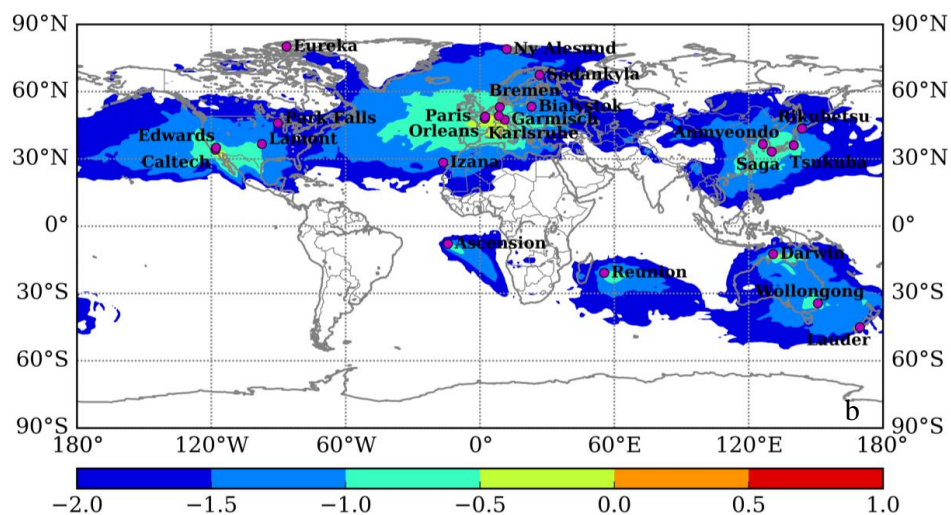 90°N 90°N
Eureka Ny Alesund
Sodankyla
60°N 60°N
Bremen
Bialystok
Paris Garmisch
Orleans Karlsruhe
Park Falls
Edwards Lamont
Caltech
Izana
Rikubetsu
Anmyeondo
Saga Tsukuba
30°N 30°N
0° 0°
Ascension
Darwin
Reunion
30°S 30°S
Wollongong
Lauder
60°S 60°S
b
90°S 90°S
180° 120°W 60°W 0° 60°E 120°E 180°
−2.0 −1.5 −1.0 −0.5 0.0 0.5 1.0